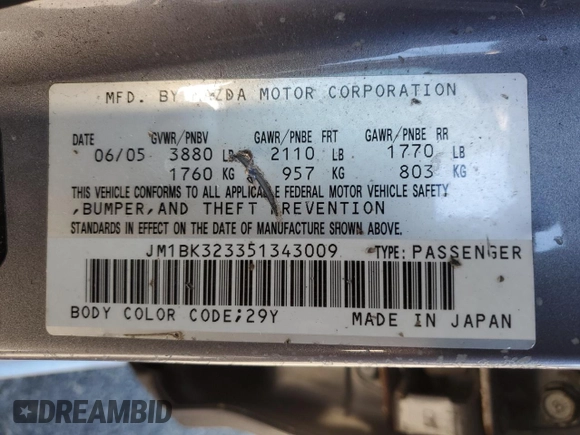 MFD. BY MAZDA MOTOR CORPORATION
DATE GVWR/PNBV GAWR/PNBE FRT GAWR/PNBE RR
06/05 3880 LB 2110 LB 1770 LB
1760 KG 957 KG 803 KG
THIS VEHICLE CONFORMS TO ALL APPLICABLE FEDERAL MOTOR VEHICLE SAFETY
,BUMPER,AND THEFT PREVENTION
STANDARDS IN EFFECT ON THE DATE OF MANUFACTURE SHOWN ABOVE.
JM1BK323351343009 TYPE: PASSENGER
BODY COLOR CODE;29Y MADE IN JAPAN
DREAMBID